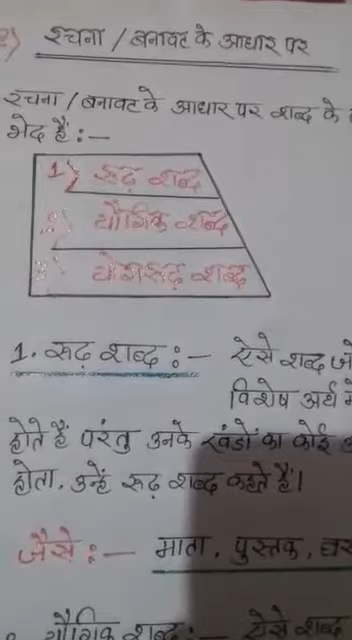 2) रचना / बनावट के आधार पर
रचना / बनावट के आधार पर शब्द के
भेद हैं :-
1) रूढ़ शब्द
2) यौगिक शब्द
3) योगरूढ़ शब्द
1. रूढ़ शब्द :- ऐसे शब्द जो
विशेष अर्थ में
होते हैं परंतु उनके खंडों का कोई
होता, उन्हें रूढ़ शब्द कहते हैं।
जैसे :- माता, पुस्तक,
यौगिक शब्द :- ऐसे शब्द